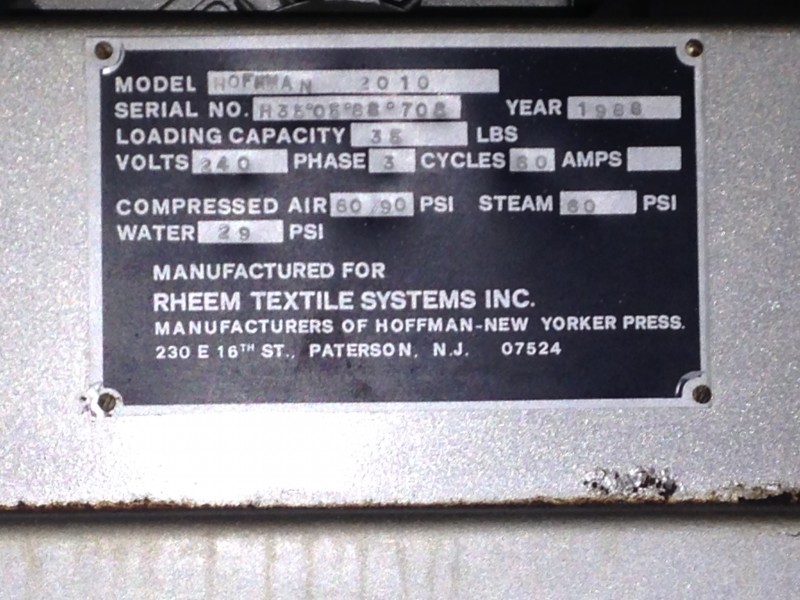 MODEL HOFFMAN 2010
SERIAL NO. YEAR 1988
LOADING CAPACITY 35 LBS
VOLTS 240 PHASE 3 CYCLES 60 AMPS
COMPRESSED AIR 60 90 PSI STEAM 60 PSI
WATER 29 PSI
MANUFACTURED FOR
RHEEM TEXTILE SYSTEMS INC.
MANUFACTURERS OF HOFFMAN-NEW YORKER PRESS.
230 E 16TH ST., PATERSON, N.J. 07524